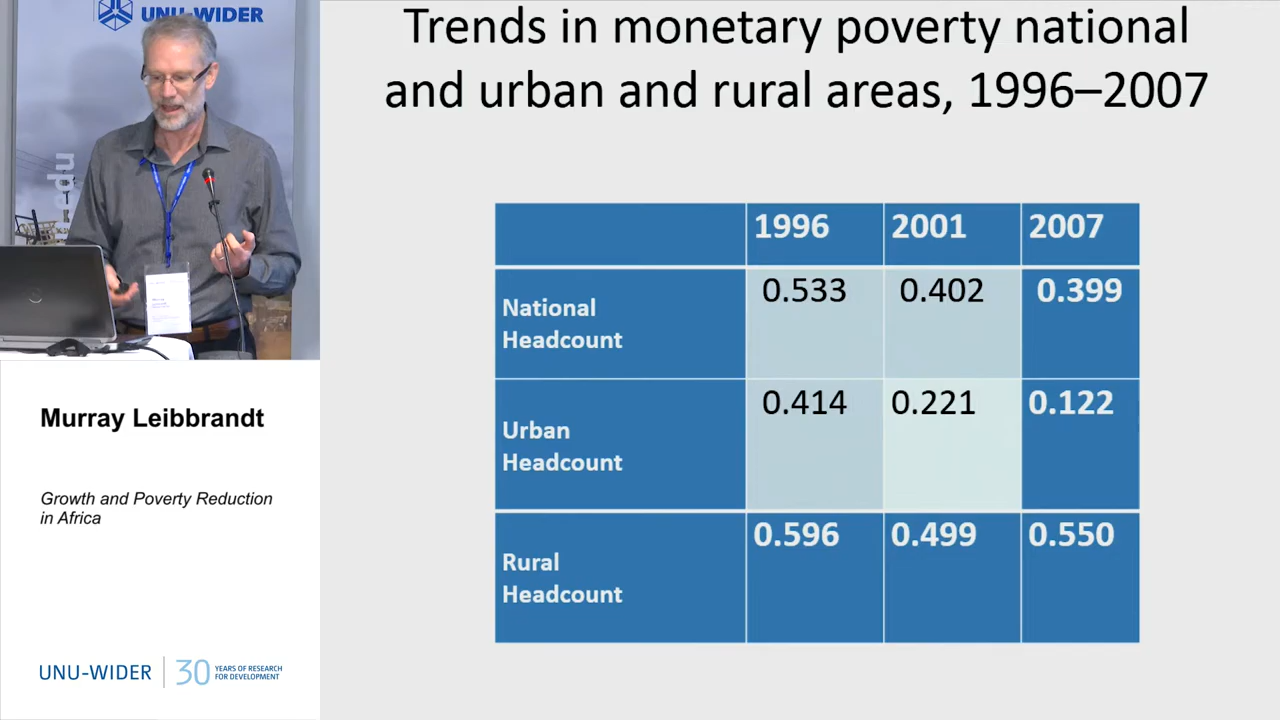 UNU-WIDER
Trends in monetary poverty national
and urban and rural areas, 1996–2007
1996 2001 2007
National
Headcount
0.533 0.402 0.399
Urban
Headcount
0.414 0.221 0.122
Rural
Headcount
0.596 0.499 0.550
Murray Leibbrandt
Growth and Poverty Reduction
in Africa
UNU-WIDER
30 YEARS OF RESEARCH
FOR DEVELOPMENT